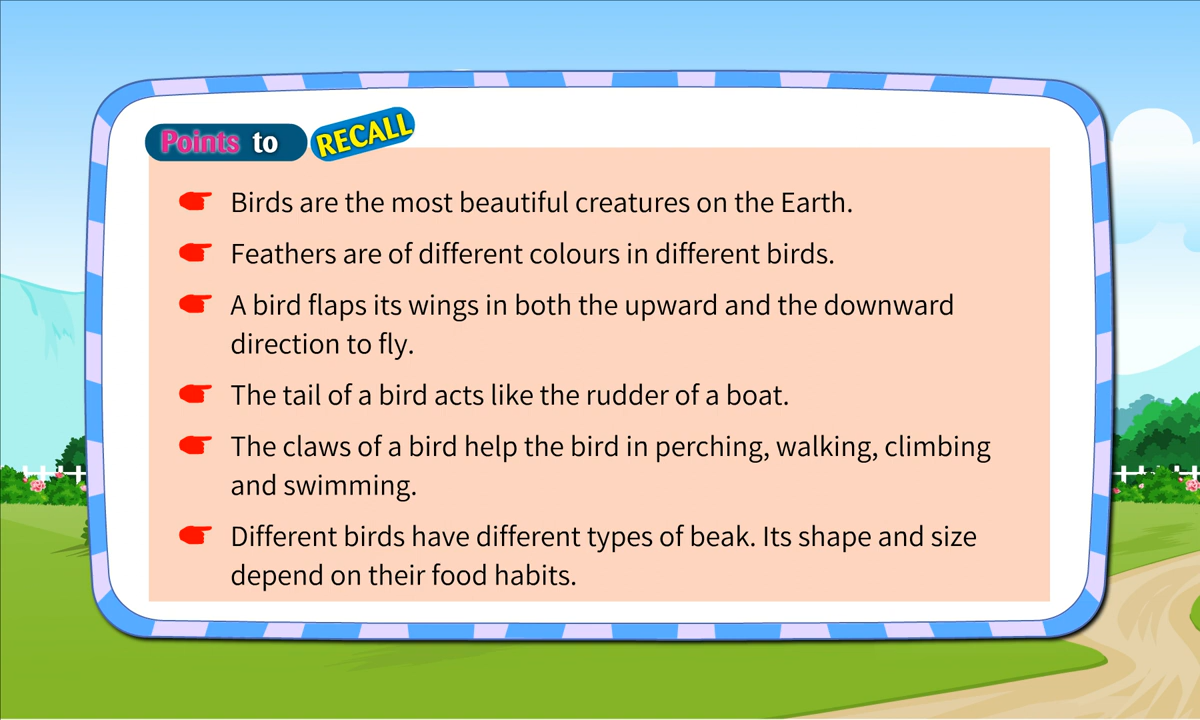 Points to RECALL
Birds are the most beautiful creatures on the Earth.
Feathers are of different colours in different birds.
A bird flaps its wings in both the upward and the downward
direction to fly.
The tail of a bird acts like the rudder of a boat.
The claws of a bird help the bird in perching, walking, climbing
and swimming.
Different birds have different types of beak. Its shape and size
depend on their food habits.